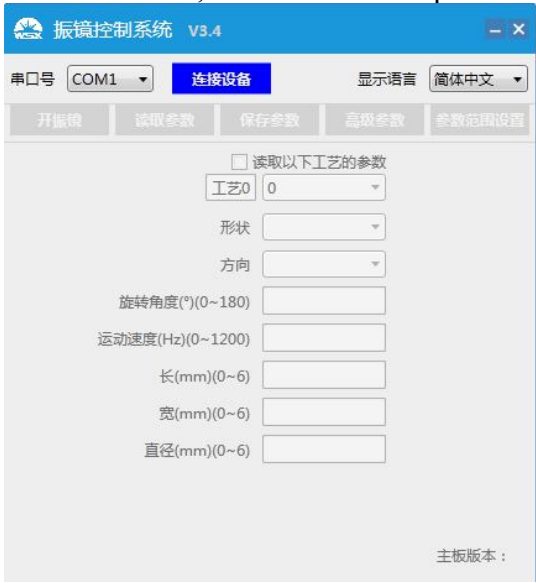 振镜控制系统 V3.4
串口号 COM1 连接设备 显示语言 简体中文
开振镜 读取参数 保存参数 高级参数 参数范围设置
读取以下工艺的参数
工艺0 0
形状
方向
旋转角度(°)(0~180)
运动速度(Hz)(0~1200)
长(mm)(0~6)
宽(mm)(0~6)
直径(mm)(0~6)
主板版本：